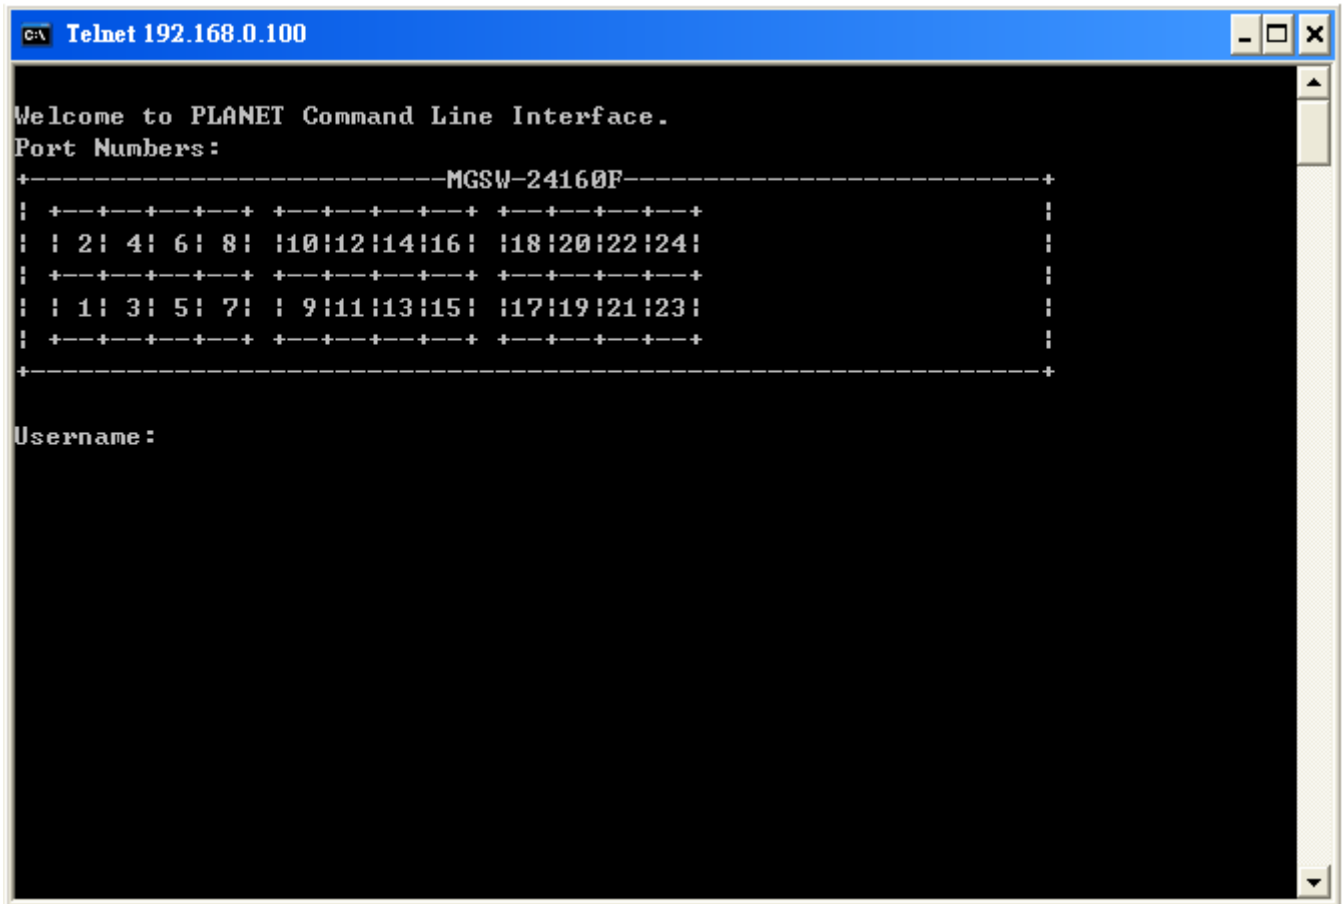 Telnet 192.168.0.100
Welcome to PLANET Command Line Interface.
Port Numbers:
+--------------------------MGSW-24160F--------------------------+
| +--+--+--+--+ +--+--+--+--+ +--+--+--+--+                     |
| | 2| 4| 6| 8| |10|12|14|16| |18|20|22|24|                     |
| +--+--+--+--+ +--+--+--+--+ +--+--+--+--+                     |
| | 1| 3| 5| 7| | 9|11|13|15| |17|19|21|23|                     |
| +--+--+--+--+ +--+--+--+--+ +--+--+--+--+                     |
+---------------------------------------------------------------+
Username: